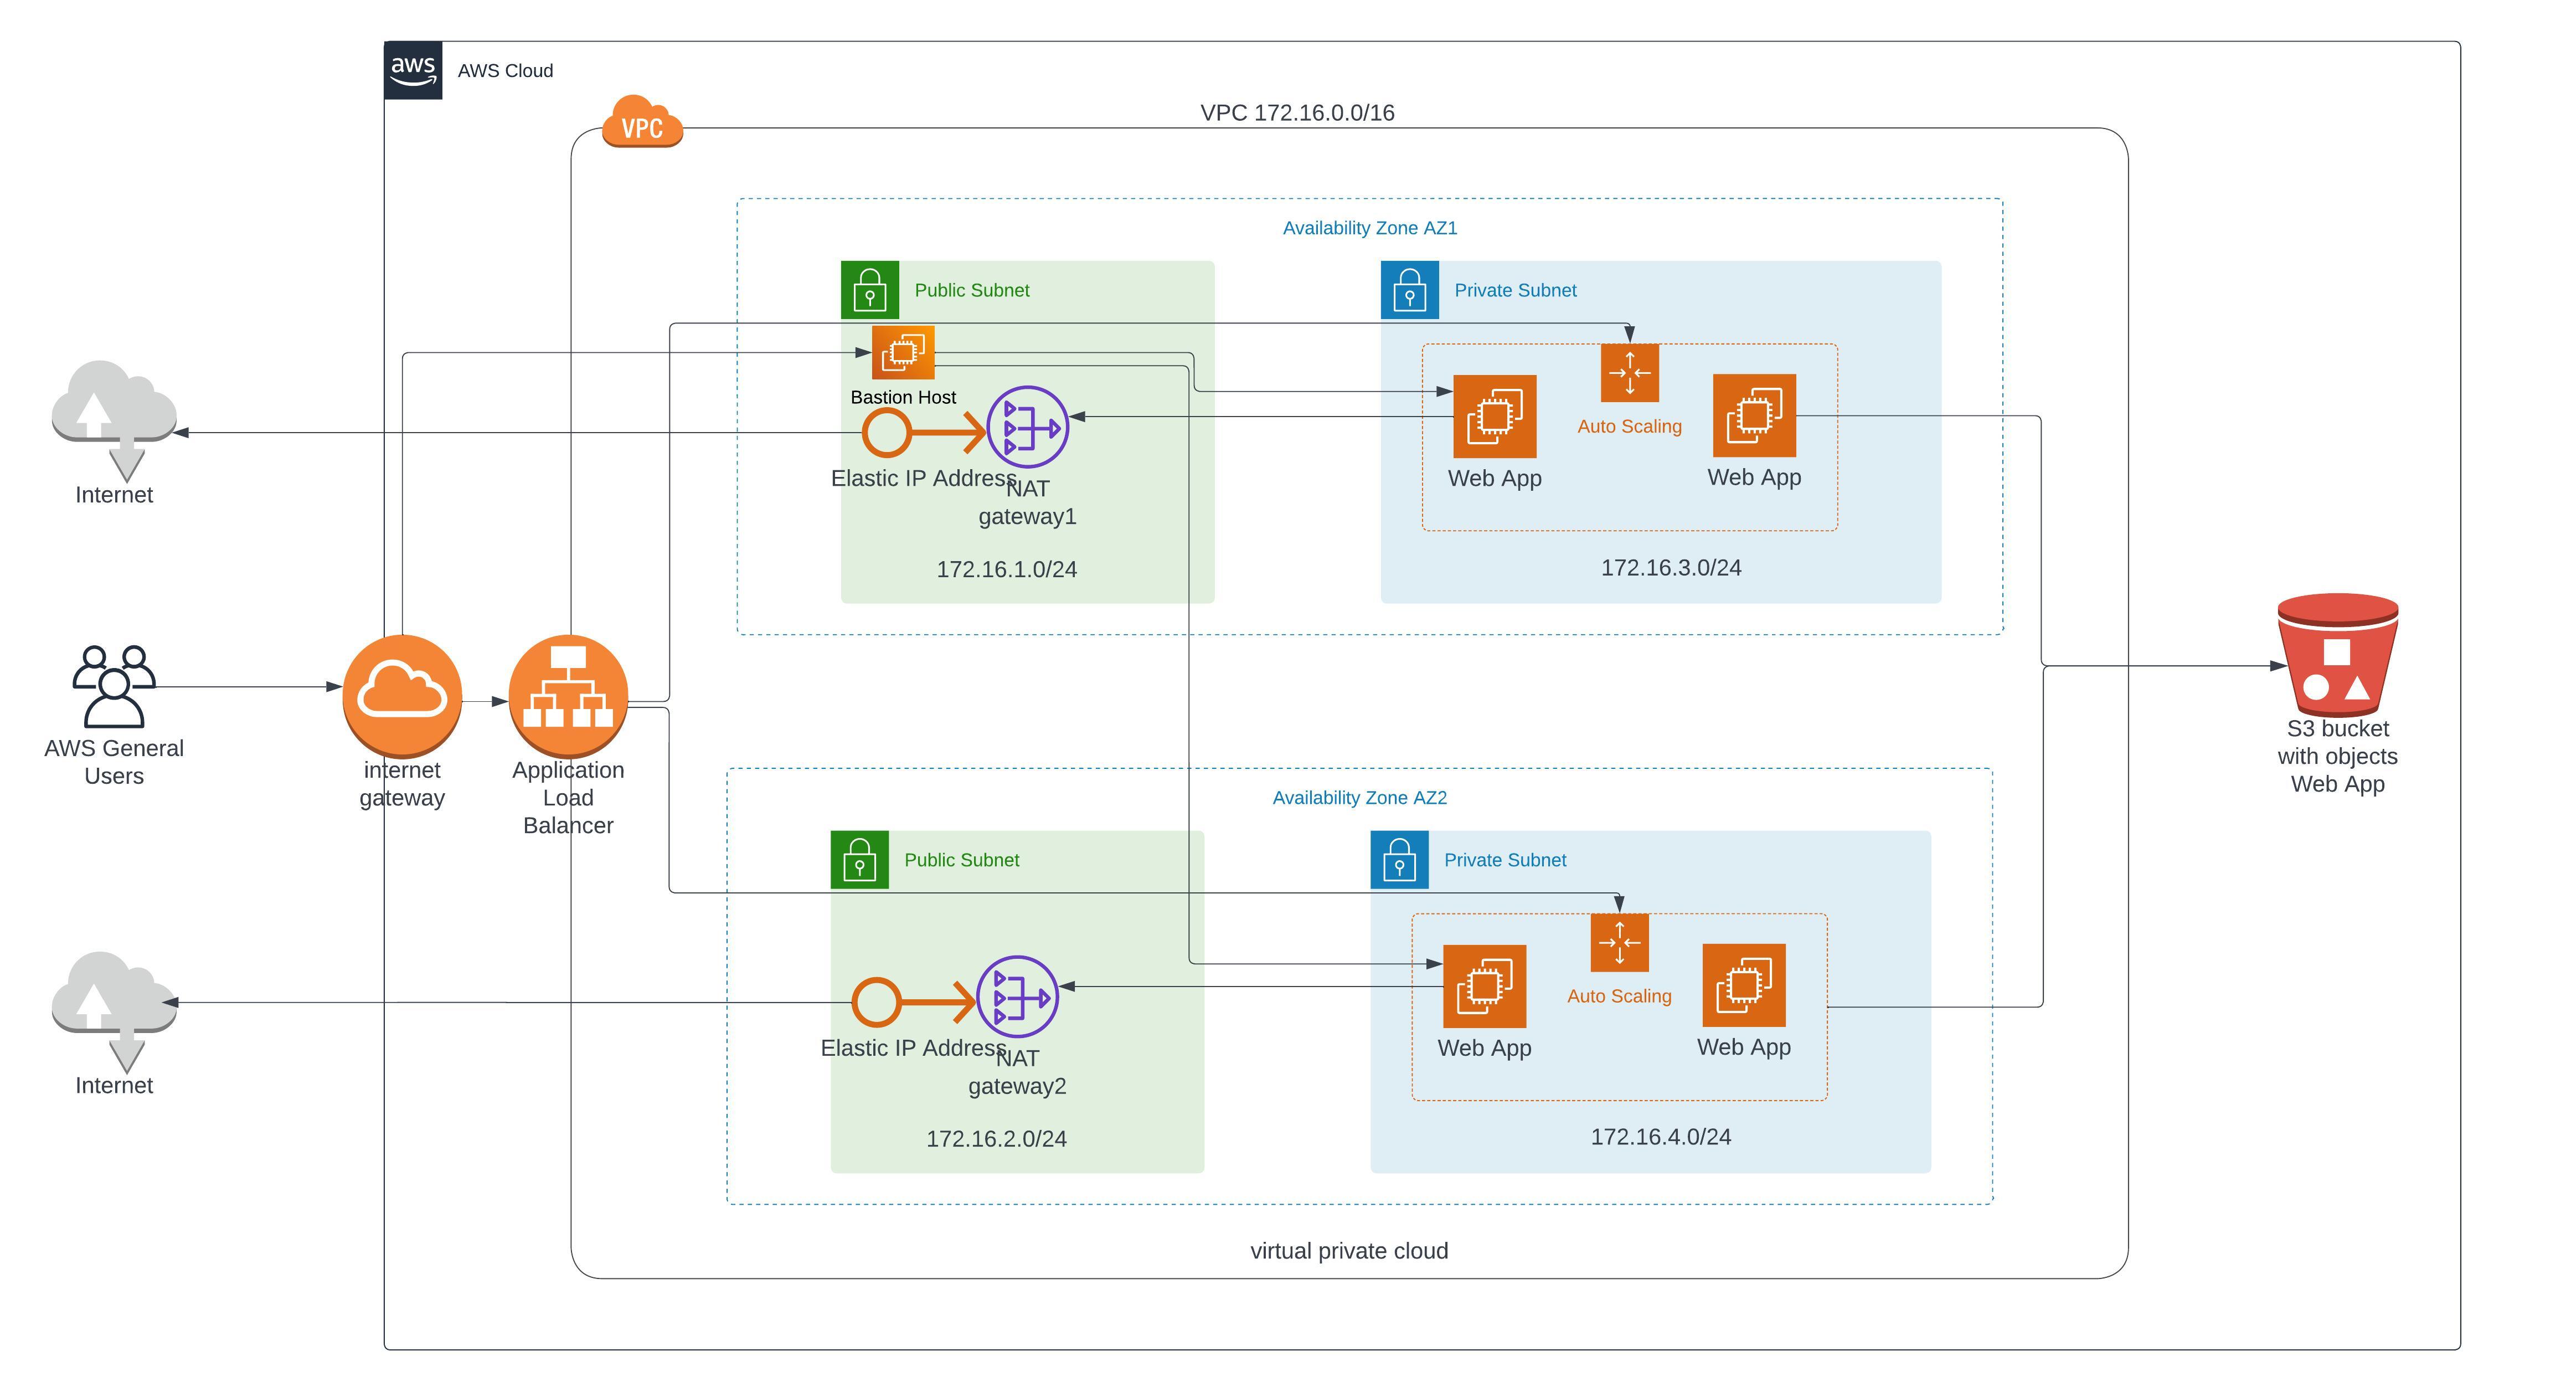 aws
AWS Cloud
VPC
VPC 172.16.0.0/16
Availability Zone AZ1
Public Subnet
Private Subnet
Bastion Host
Auto Scaling
Elastic IP Address
NAT
gateway1
Web App
Web App
Internet
172.16.1.0/24
172.16.3.0/24
AWS General
Users
internet
gateway
Application
Load
Balancer
S3 bucket
with objects
Web App
Availability Zone AZ2
Public Subnet
Private Subnet
Auto Scaling
Elastic IP Address
NAT
gateway2
Web App
Web App
Internet
172.16.2.0/24
172.16.4.0/24
virtual private cloud